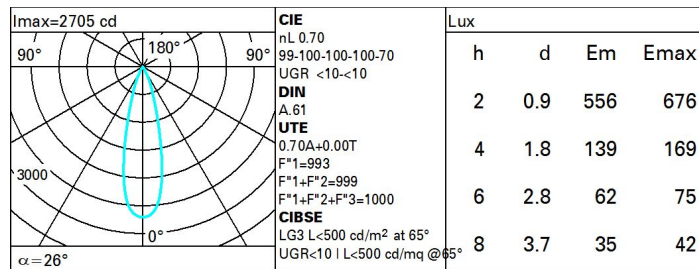 Imax=2705 cd
90°
180°
90°
3000
0°
α=26°
CIE
nL 0.70
99-100-100-100-70
UGR <10-<10
DIN
A.61
UTE
0.70A+0.00T
F"1=993
F"1+F"2=999
F"1+F"2+F"3=1000
CIBSE
LG3 L<500 cd/m² at 65°
UGR<10 | L<500 cd/mq @65°
Lux
h d Em Emax
2 0.9 556 676
4 1.8 139 169
6 2.8 62 75
8 3.7 35 42